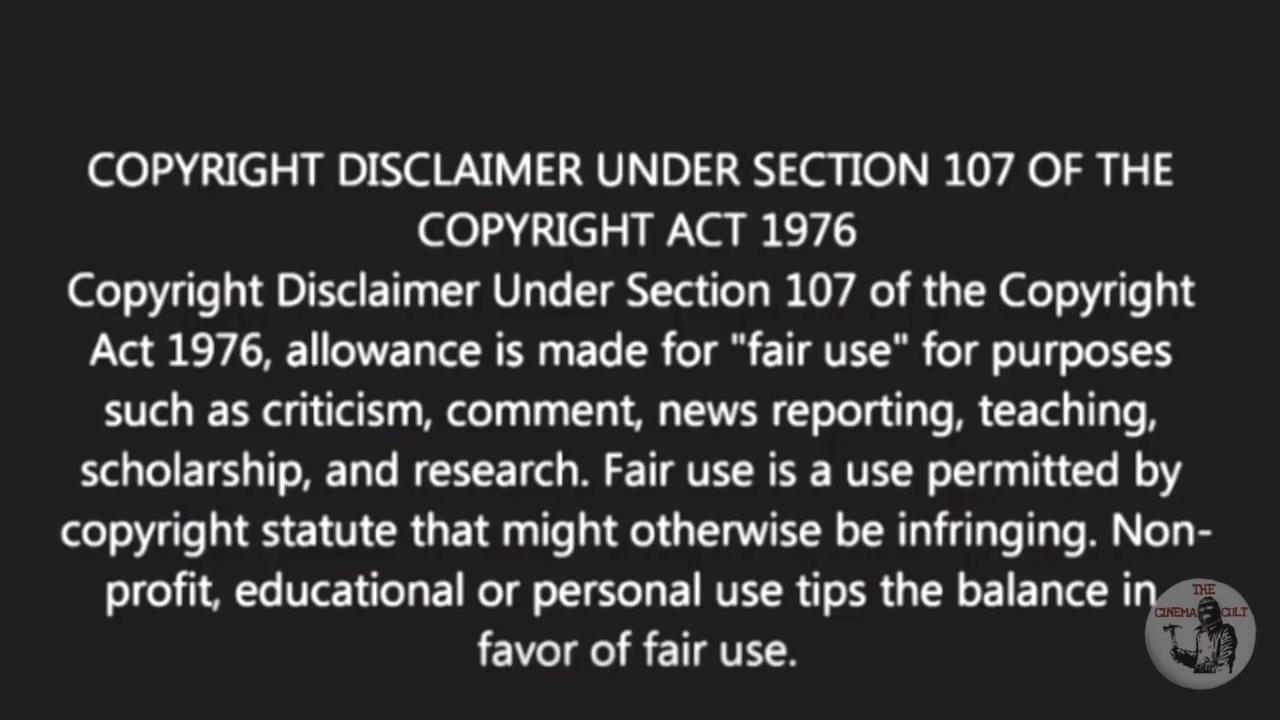 COPYRIGHT DISCLAIMER UNDER SECTION 107 OF THE
COPYRIGHT ACT 1976
Copyright Disclaimer Under Section 107 of the Copyright
Act 1976, allowance is made for "fair use" for purposes
such as criticism, comment, news reporting, teaching,
scholarship, and research. Fair use is a use permitted by
copyright statute that might otherwise be infringing. Non-
profit, educational or personal use tips the balance in
favor of fair use.
THE
CINEMA CULT